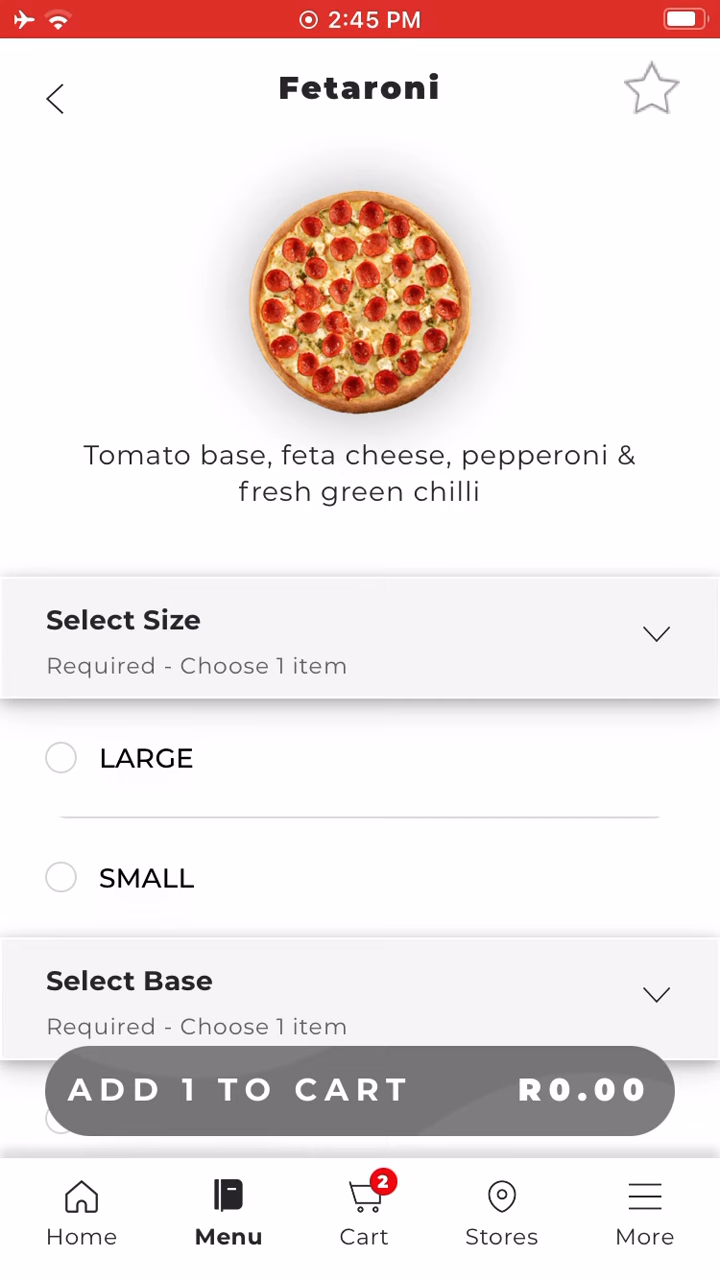 2:45 PM
Fetaroni
Tomato base, feta cheese, pepperoni &
fresh green chilli
Select Size
Required - Choose 1 item
LARGE
SMALL
Select Base
Required - Choose 1 item
ADD 1 TO CART R0.00
2
Home Menu Cart Stores More